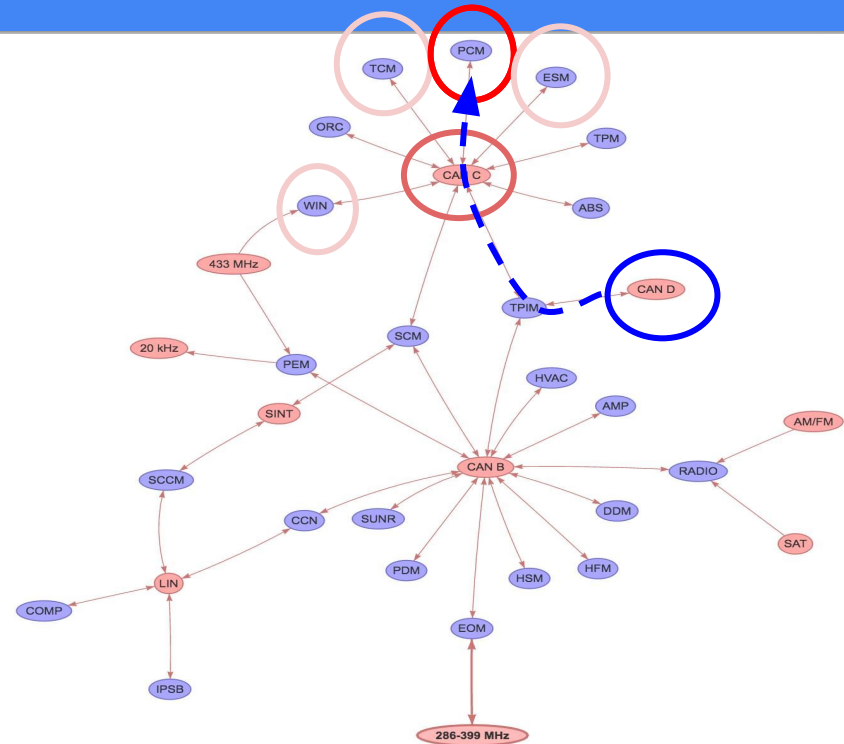 PCM
TCM
ESM
ORC
TPM
CAN C
WIN
ABS
433 MHz
CAN D
TPIM
SCM
20 kHz
PEM
HVAC
AMP
SINT
AM/FM
CAN B
RADIO
SCCM
CCN
SUNR
DDM
SAT
PDM
HSM
HFM
LIN
COMP
EOM
IPSB
286-399 MHz